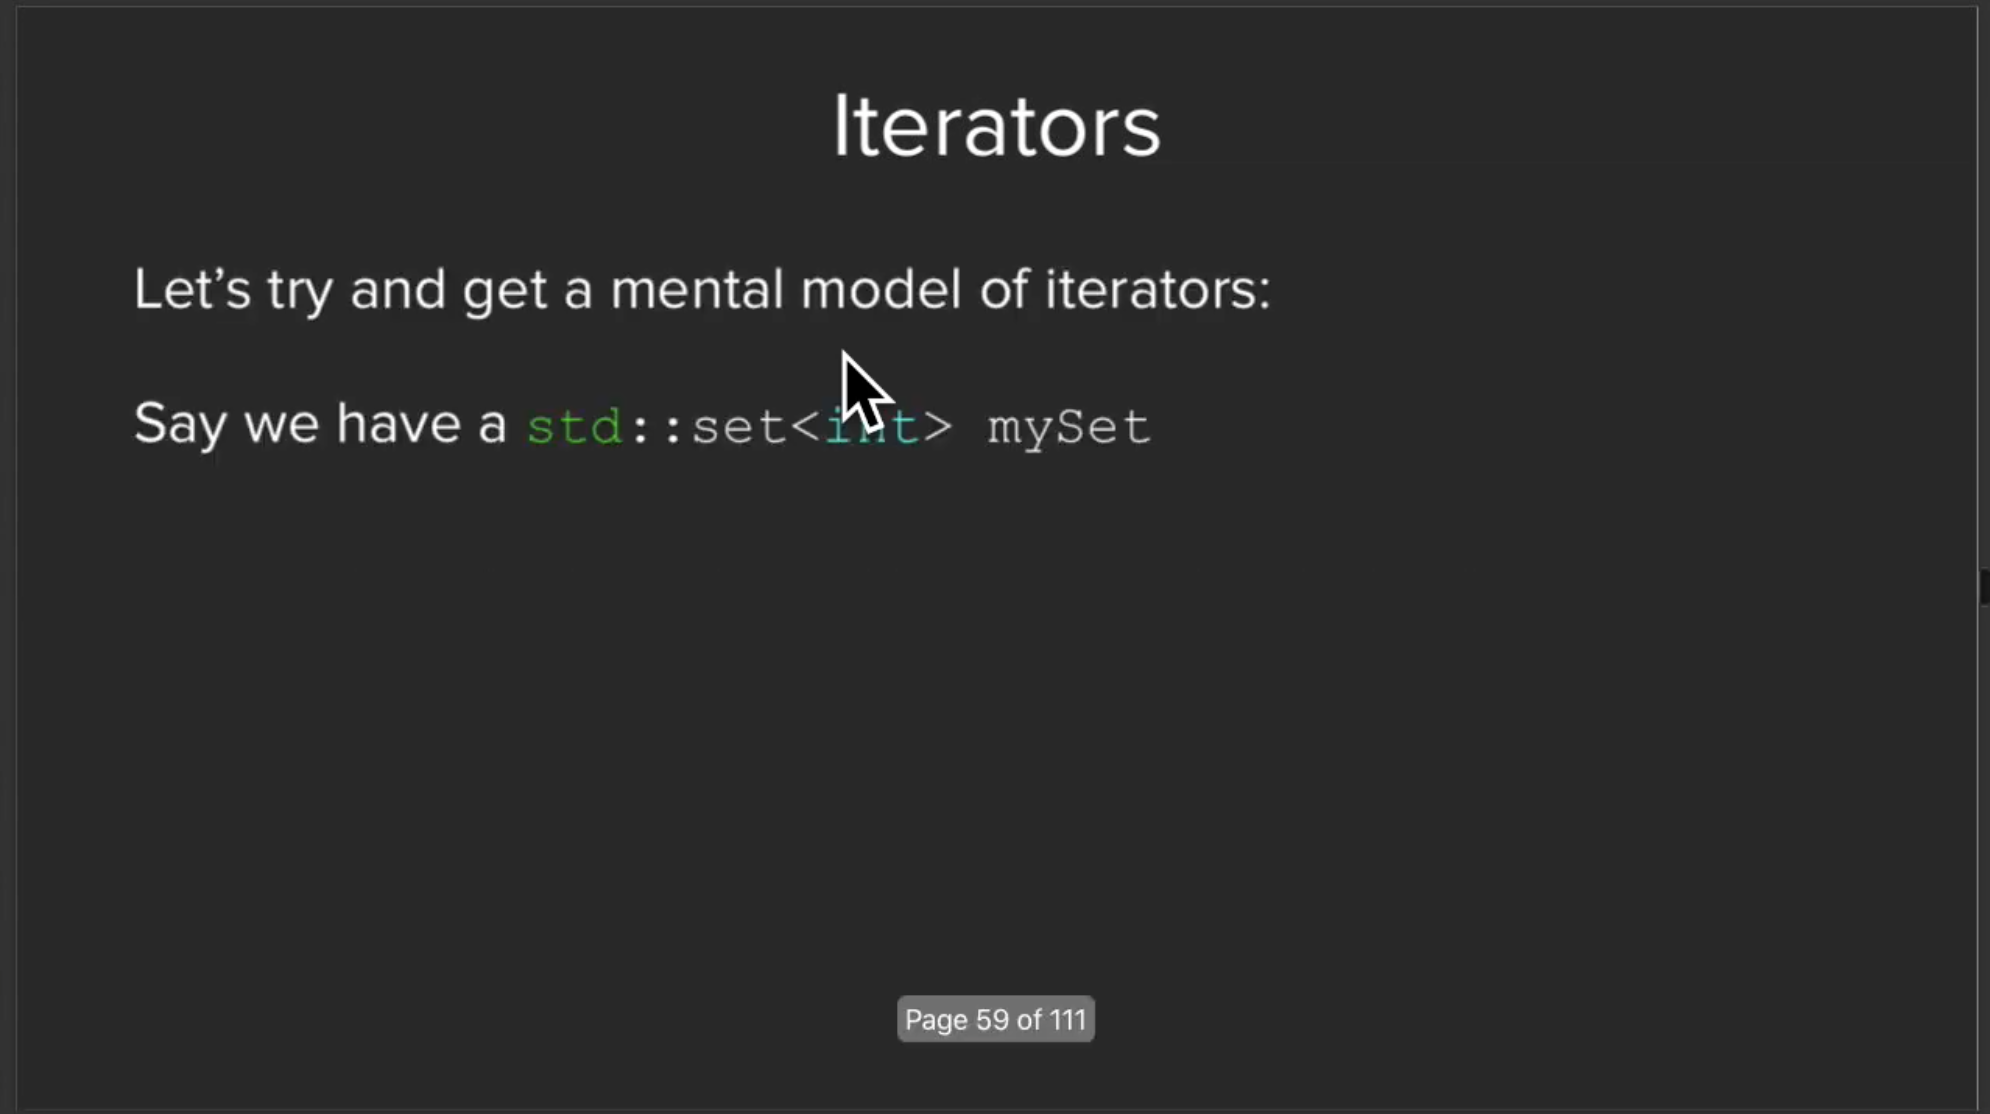 Iterators
Let’s try and get a mental model of iterators:
Say we have a std::set<int> mySet
Page 59 of 111